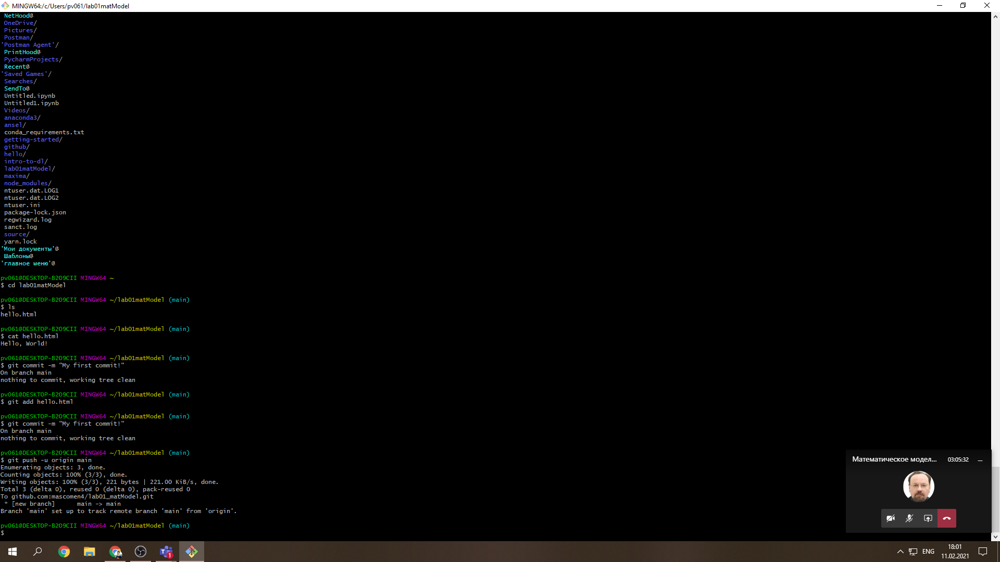 MINGW64:/c/Users/pv061/lab01matModel
NetHood@
OneDrive/
Pictures/
Postman/
'Postman Agent'/
PrintHood@
PycharmProjects/
Recent@
'Saved Games'/
Searches/
SendTo@
Untitled.ipynb
Untitled1.ipynb
Videos/
anaconda3/
ansel/
conda_requirements.txt
getting-started/
github/
hello/
intro-to-dl/
lab01matModel/
maxima/
node_modules/
ntuser.dat.LOG1
ntuser.dat.LOG2
ntuser.ini
package-lock.json
regwizard.log
sanct.log
source/
yarn.lock
'Мои документы'@
Шаблоны@
'главное меню'@
pv061@DESKTOP-B2O9CII MINGW64 ~
$ cd lab01matModel
pv061@DESKTOP-B2O9CII MINGW64 ~/lab01matModel (main)
$ ls
hello.html
pv061@DESKTOP-B2O9CII MINGW64 ~/lab01matModel (main)
$ cat hello.html
Hello, World!
pv061@DESKTOP-B2O9CII MINGW64 ~/lab01matModel (main)
$ git commit -m "My first commit!"
On branch main
nothing to commit, working tree clean
pv061@DESKTOP-B2O9CII MINGW64 ~/lab01matModel (main)
$ git add hello.html
pv061@DESKTOP-B2O9CII MINGW64 ~/lab01matModel (main)
$ git commit -m "My first commit!"
On branch main
nothing to commit, working tree clean
pv061@DESKTOP-B2O9CII MINGW64 ~/lab01matModel (main)
$ git push -u origin main
Enumerating objects: 3, done.
Counting objects: 100% (3/3), done.
Writing objects: 100% (3/3), 221 bytes | 221.00 KiB/s, done.
Total 3 (delta 0), reused 0 (delta 0), pack-reused 0
To github.com:mascomen4/lab01_matModel.git
* [new branch] main -> main
Branch 'main' set up to track remote branch 'main' from 'origin'.
pv061@DESKTOP-B2O9CII MINGW64 ~/lab01matModel (main)
$
Математическое модел... 03:05:32
T 1
ENG
18:01
11.02.2021